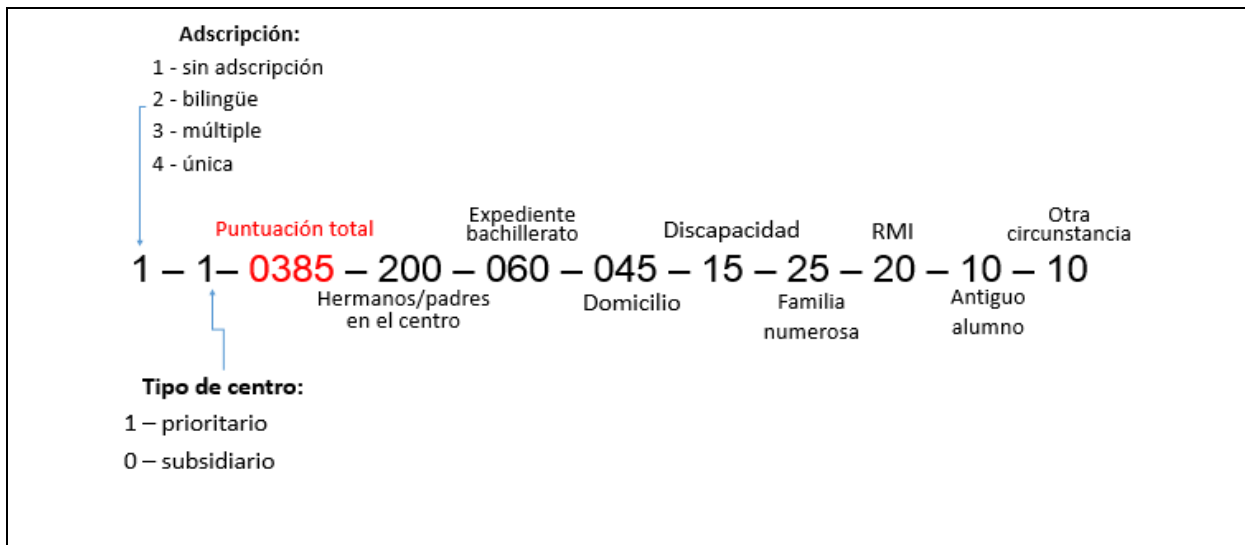 Adscripción:
1 - sin adscripción
2 - bilingüe
3 - múltiple
4 - única
Puntuación total
Expediente
bachillerato
Discapacidad
RMI
Otra
circunstancia
1 – 1– 0385 – 200 – 060 – 045 – 15 – 25 – 20 – 10 – 10
Hermanos/padres
en el centro
Domicilio
Familia
numerosa
Antiguo
alumno
Tipo de centro:
1 – prioritario
0 – subsidiario